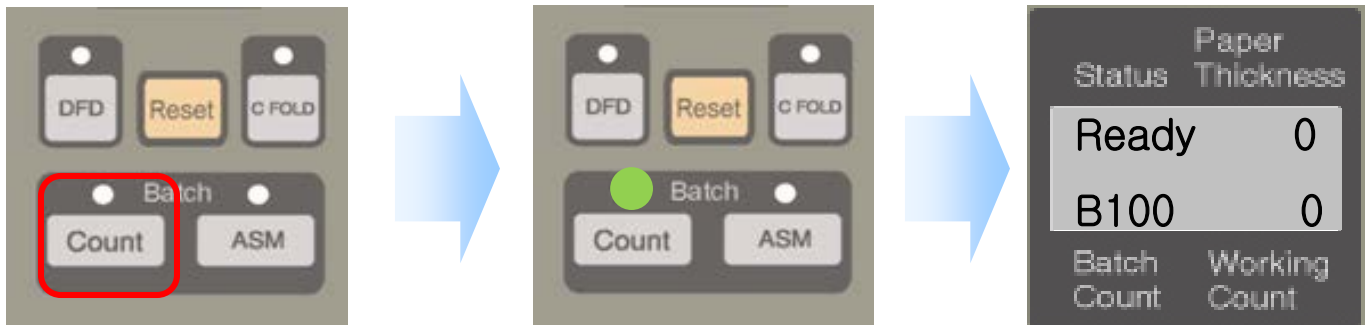 DFD Reset C FOLD
Batch
Count ASM
DFD Reset C FOLD
Batch
Count ASM
Paper
Status Thickness
Ready 0
B100 0
Batch Working
Count Count